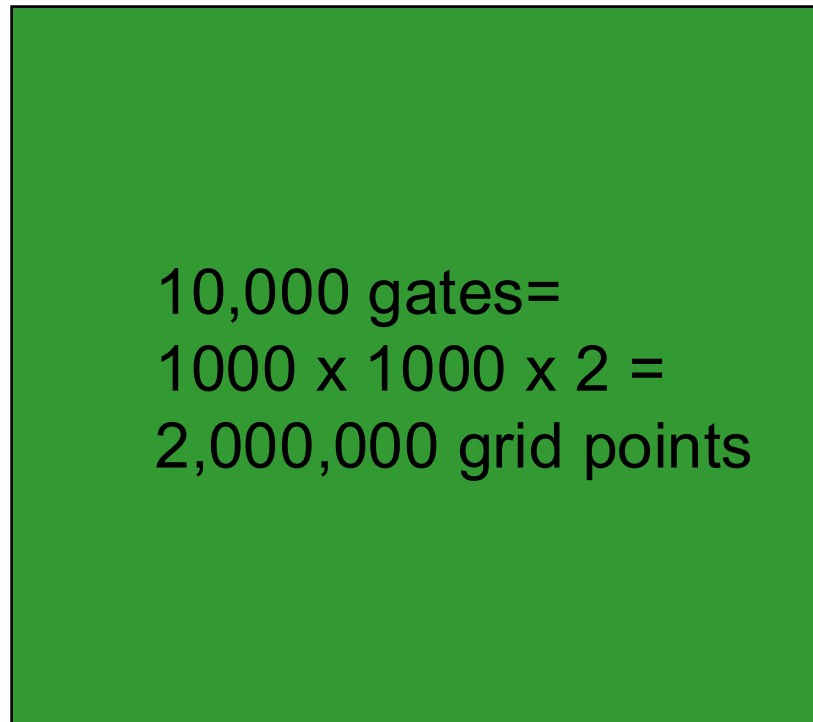 10,000 gates=
1000 x 1000 x 2 =
2,000,000 grid points